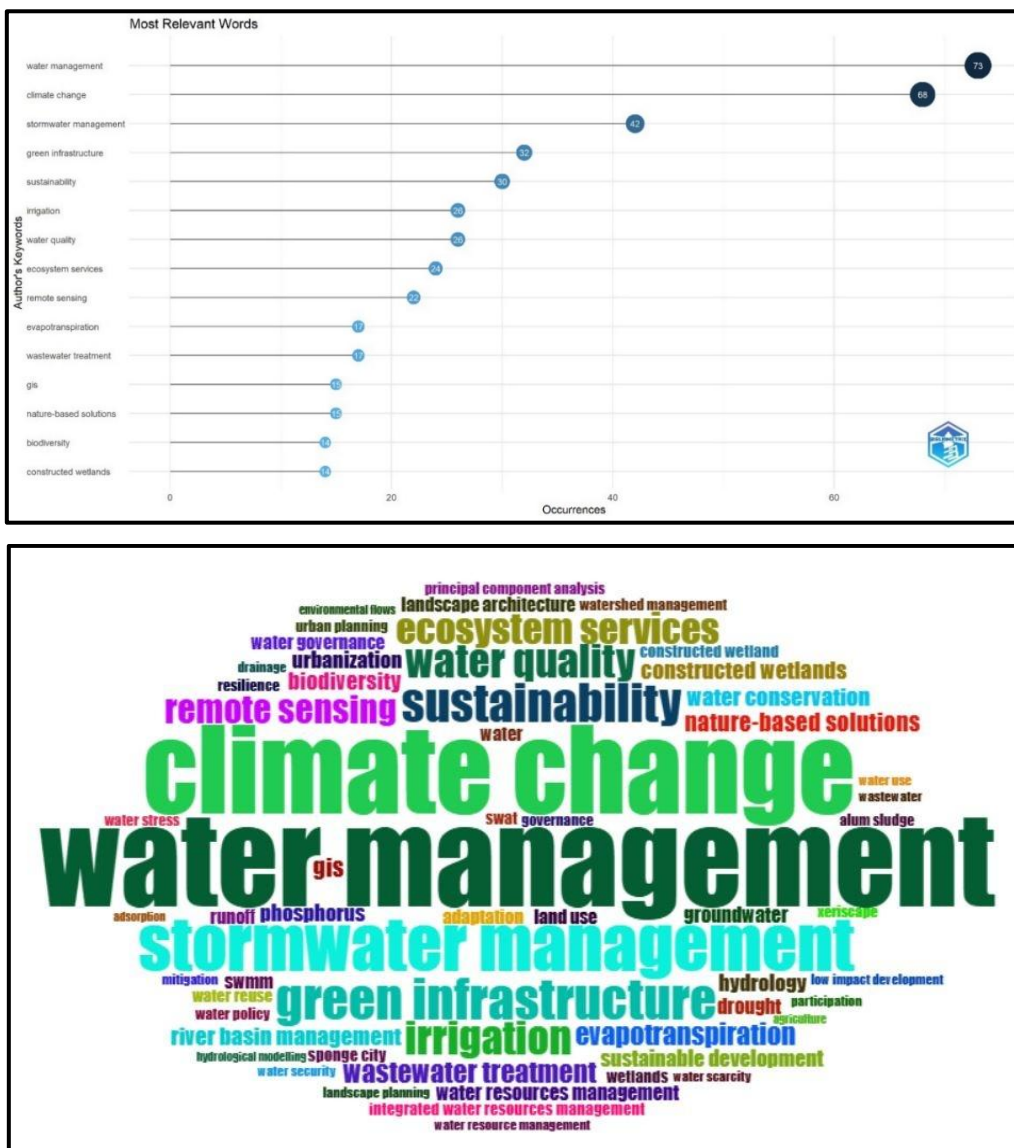 Most Relevant Words
water management
73
climate change
68
stormwater management
42
green infrastructure
32
sustainability
30
irrigation
26
water quality
26
ecosystem services
24
remote sensing
22
evapotranspiration
17
wastewater treatment
17
gis
15
nature-based solutions
15
biodiversity
14
constructed wetlands
14
Author's Keywords
0 20 40 60
Occurrences
BIBLIOMETRIX
principal component analysis
environmental flows landscape architecture watershed management
urban planning ecosystem services
water governance
drainage urbanization water quality constructed wetland
constructed wetlands
resilience biodiversity
remote sensing sustainability water conservation
nature-based solutions
water
climate change
water use
wastewater
water stress swat governance alum sludge
water management
gis
adsorption runoff phosphorus adaptation land use groundwater xeriscape
stormwater management
mitigation swmm hydrology low impact development
water reuse green infrastructure drought participation
water policy agriculture
river basin management irrigation evapotranspiration
hydrological modelling sponge city sustainable development
water security wastewater treatment wetlands water scarcity
landscape planning water resources management
integrated water resources management
water resource management